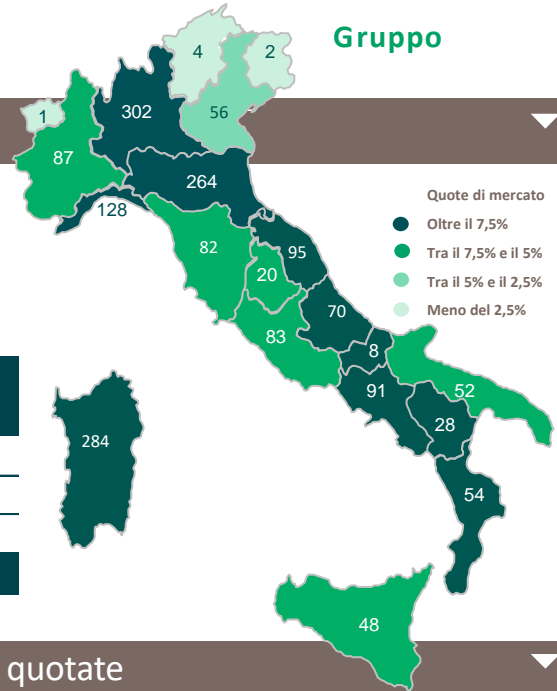 Gruppo
4
2
302
56
1
87
264
128
Quote di mercato
Oltre il 7,5%
Tra il 7,5% e il 5%
Tra il 5% e il 2,5%
Meno del 2,5%
82
95
20
70
83
8
91
52
28
284
54
48
quotate